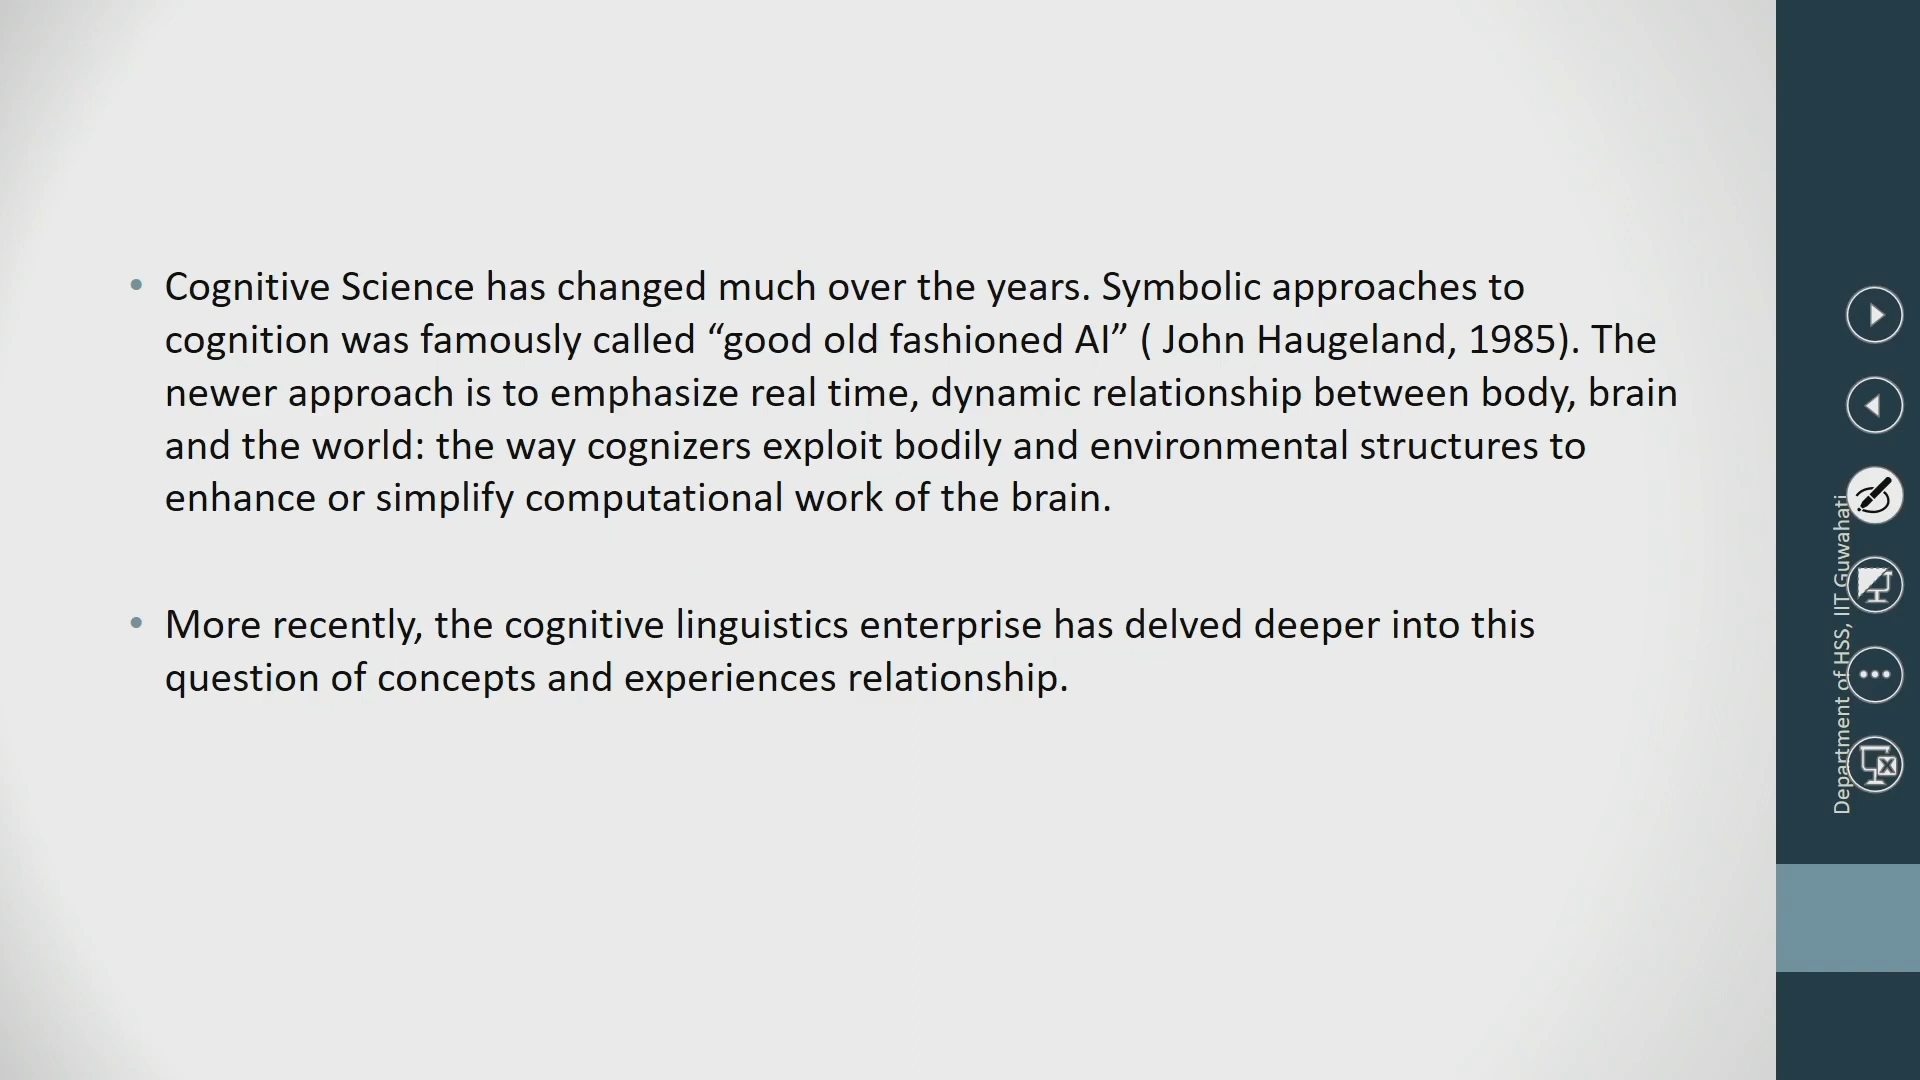 • Cognitive Science has changed much over the years. Symbolic approaches to
cognition was famously called “good old fashioned AI” ( John Haugeland, 1985). The
newer approach is to emphasize real time, dynamic relationship between body, brain
and the world: the way cognizers exploit bodily and environmental structures to
enhance or simplify computational work of the brain.
• More recently, the cognitive linguistics enterprise has delved deeper into this
question of concepts and experiences relationship.
Department of HSS, IIT Guwahati